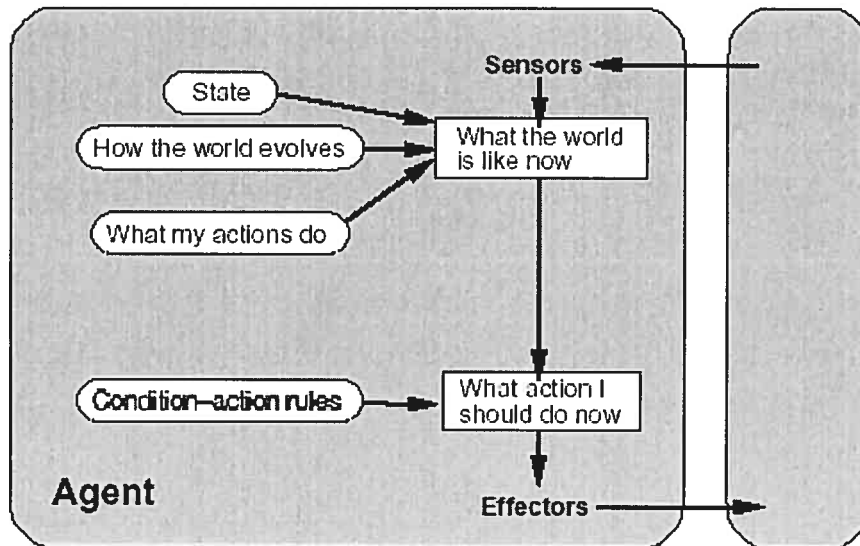 Sensors
State
What the world
is like now
How the world evolves
What my actions do
Condition–action rules
What action I
should do now
Agent
Effectors